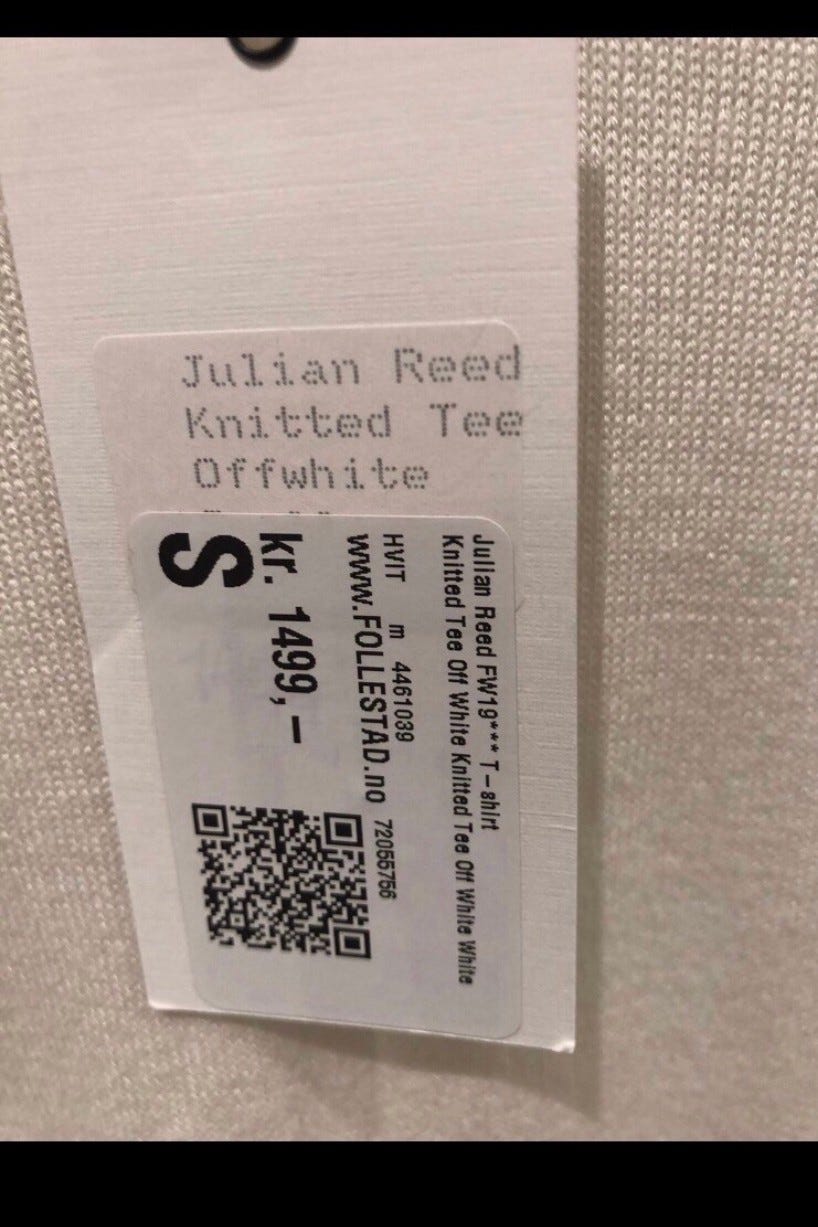 Julian Reed
Knitted Tee
Offwhite
Julian Reed FW19*** T-shirt
Knitted Tee Off White Knitted Tee Off White White
HVIT m 4461039 72055756
www.FOLLESTAD.no
kr. 1499,-
S